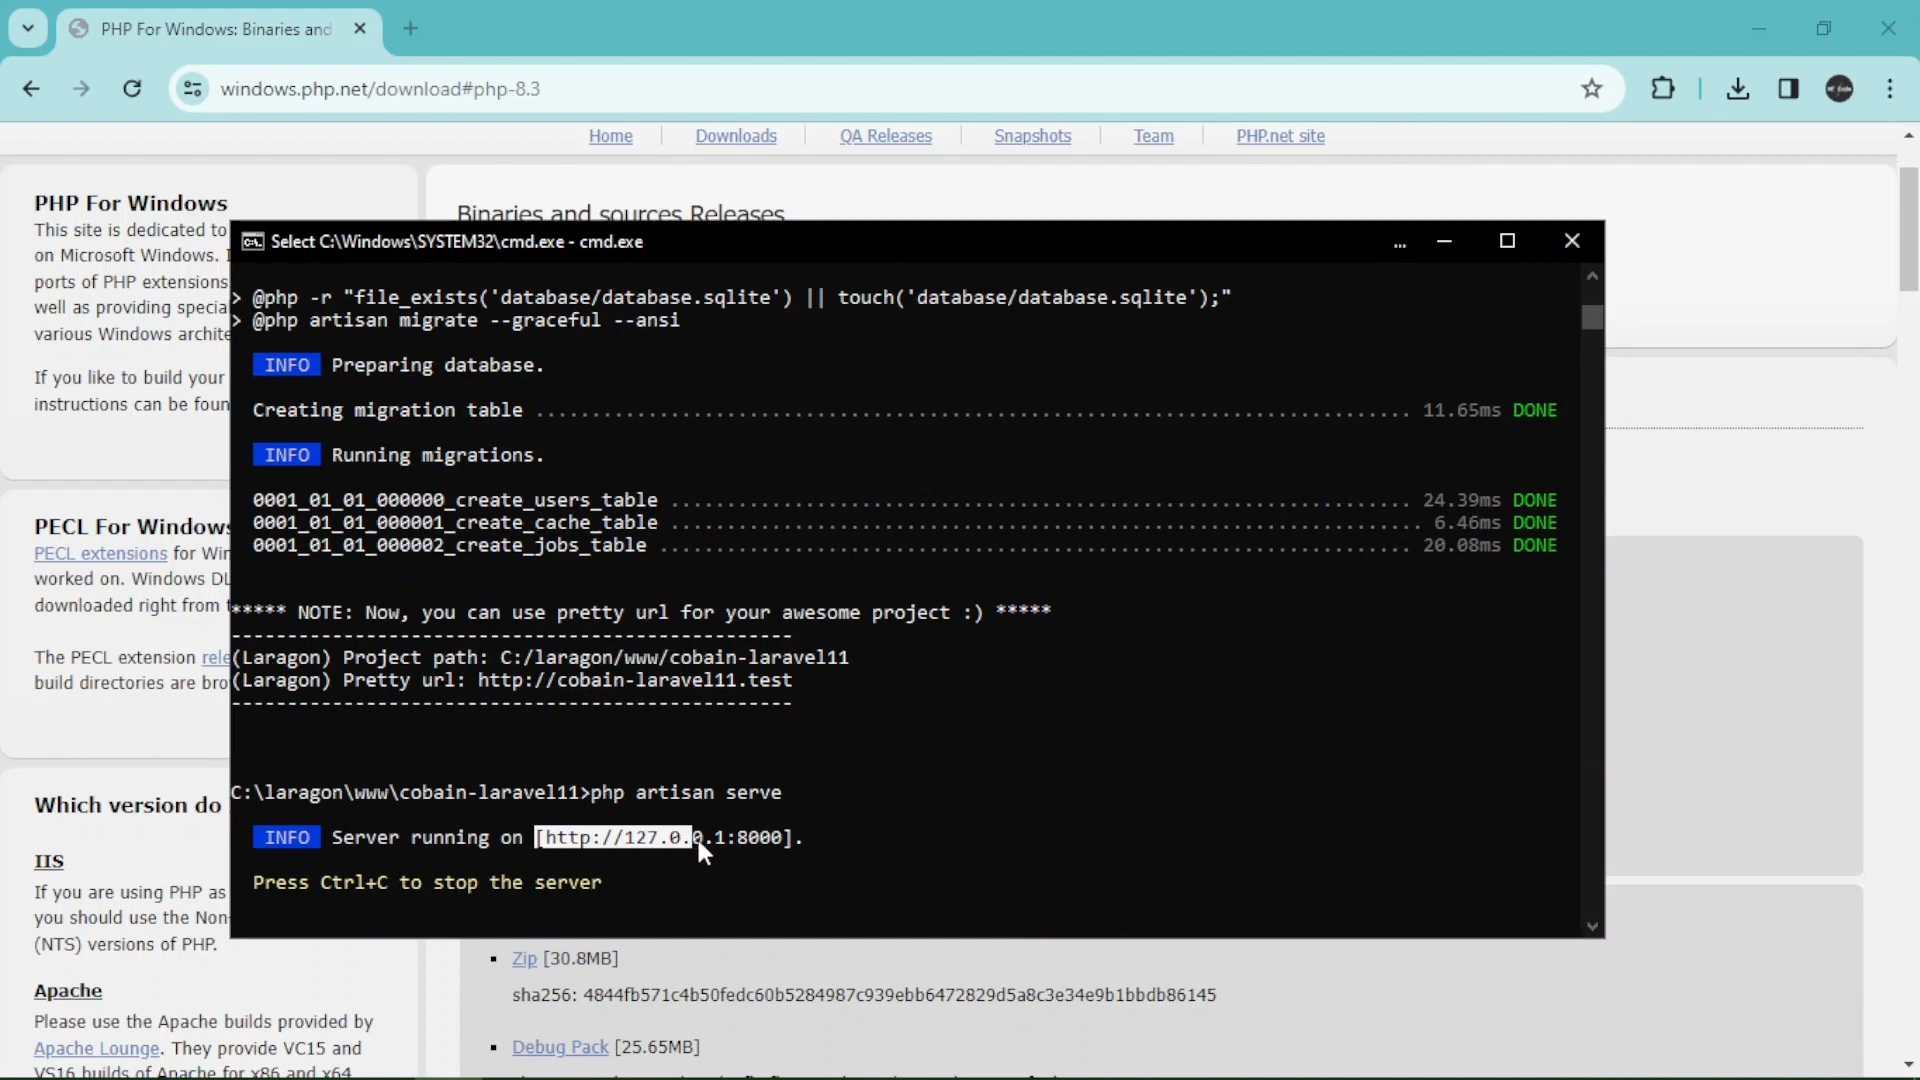 PHP For Windows: Binaries and
windows.php.net/download#php-8.3
Home
Downloads
QA Releases
Snapshots
Team
PHP.net site
PHP For Windows
This site is dedicated to
on Microsoft Windows.
ports of PHP extensions
well as providing specia
various Windows archite
If you like to build your
instructions can be foun
PECL For Windows
PECL extensions for Wir
worked on. Windows DL
downloaded right from
The PECL extension rele
build directories are bro
Which version do
IIS
If you are using PHP as
you should use the Non-
(NTS) versions of PHP.
Apache
Please use the Apache builds provided by
Apache Lounge. They provide VC15 and
VS16 builds of Apache for x86 and x64
Binaries and sources Releases
Select C:\Windows\SYSTEM32\cmd.exe - cmd.exe
...
> @php -r "file_exists('database/database.sqlite') || touch('database/database.sqlite');"
> @php artisan migrate --graceful --ansi
INFO Preparing database.
Creating migration table .............................................................................. 11.65ms DONE
INFO Running migrations.
0001_01_01_000000_create_users_table .................................................................. 24.39ms DONE
0001_01_01_000001_create_cache_table ................................................................... 6.46ms DONE
0001_01_01_000002_create_jobs_table ................................................................... 20.08ms DONE
***** NOTE: Now, you can use pretty url for your awesome project :) *****
--------------------------------------------------
(Laragon) Project path: C:/laragon/www/cobain-laravel11
(Laragon) Pretty url: http://cobain-laravel11.test
--------------------------------------------------
C:\laragon\www\cobain-laravel11>php artisan serve
INFO Server running on [http://127.0.0.1:8000].
Press Ctrl+C to stop the server
Zip [30.8MB]
sha256: 4844fb571c4b50fedc60b5284987c939ebb6472829d5a8c3e34e9b1bbdb86145
Debug Pack [25.65MB]